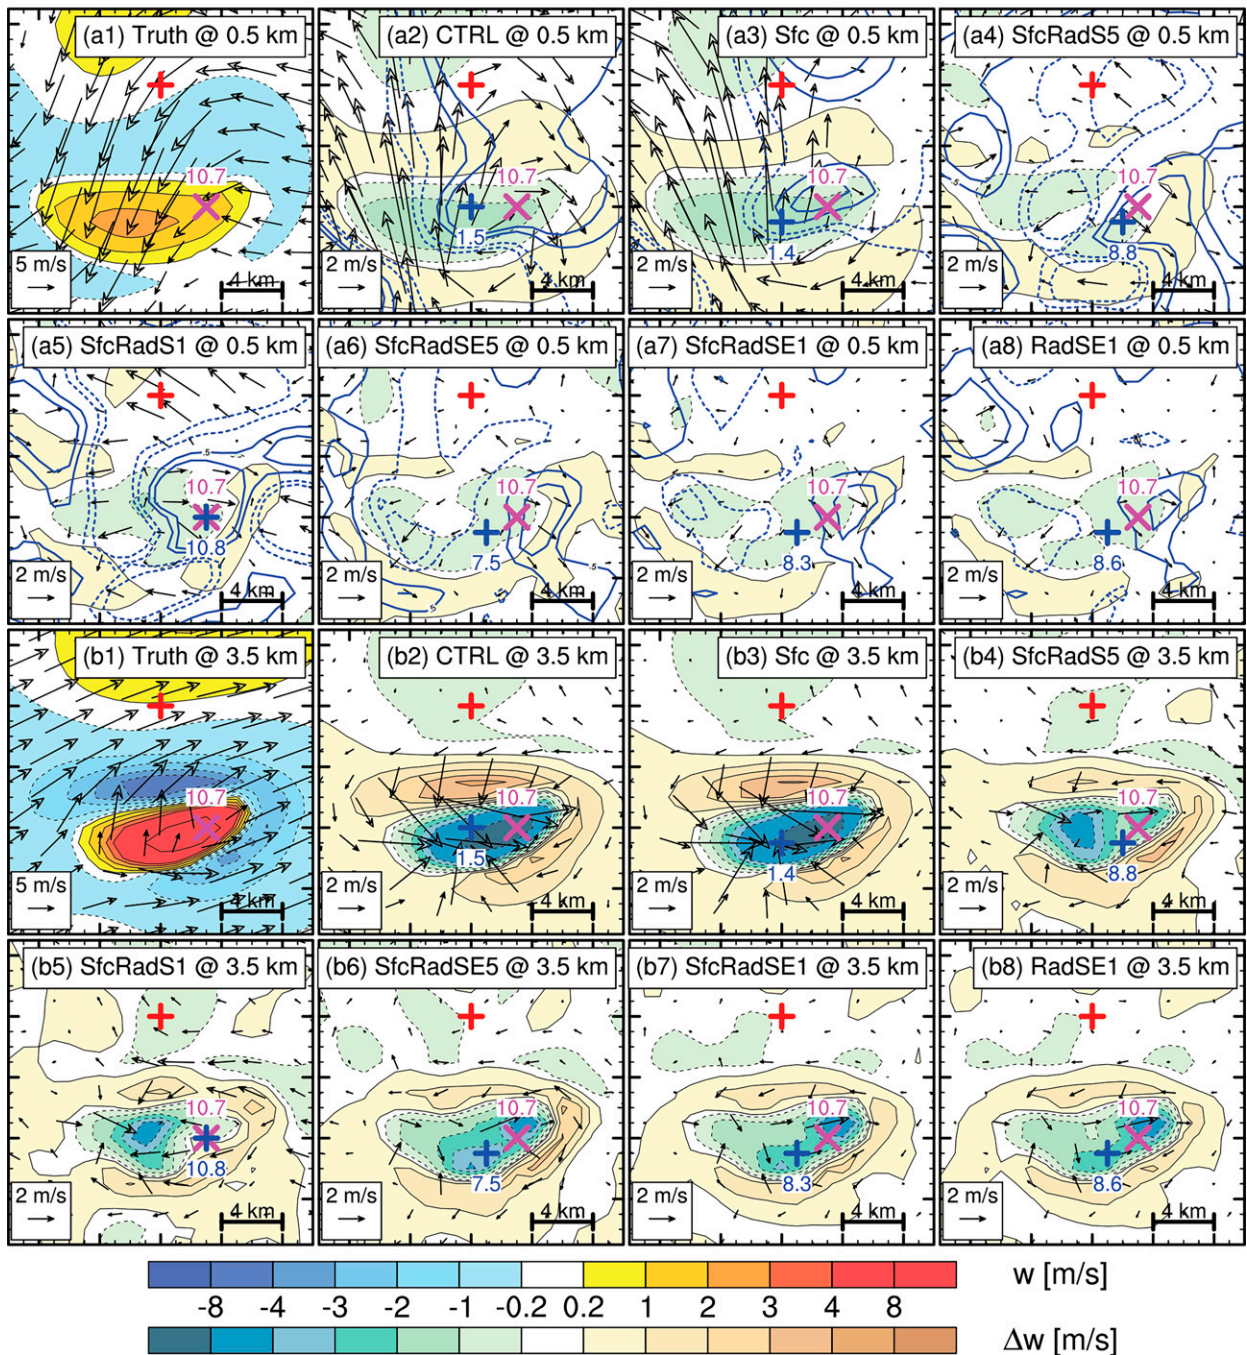 (a1) Truth @ 0.5 km
(a2) CTRL @ 0.5 km
(a3) Sfc @ 0.5 km
(a4) SfcRadS5 @ 0.5 km
10.7
10.7
10.7
10.7
1.5
1.4
8.8
5 m/s
2 m/s
2 m/s
2 m/s
4 km
4 km
4 km
4 km
.5
(a5) SfcRadS1 @ 0.5 km
(a6) SfcRadSE5 @ 0.5 km
(a7) SfcRadSE1 @ 0.5 km
(a8) RadSE1 @ 0.5 km
.5
10.7
10.7
10.7
10.7
10.8
7.5
8.3
8.6
.5
.5
2 m/s
2 m/s
2 m/s
2 m/s
4 km
4 km
4 km
4 km
(b1) Truth @ 3.5 km
(b2) CTRL @ 3.5 km
(b3) Sfc @ 3.5 km
(b4) SfcRadS5 @ 3.5 km
10.7
10.7
10.7
10.7
1.5
1.4
8.8
5 m/s
2 m/s
2 m/s
2 m/s
4 km
4 km
4 km
4 km
(b5) SfcRadS1 @ 3.5 km
(b6) SfcRadSE5 @ 3.5 km
(b7) SfcRadSE1 @ 3.5 km
(b8) RadSE1 @ 3.5 km
10.7
10.7
10.7
10.7
10.8
7.5
8.3
8.6
2 m/s
2 m/s
2 m/s
2 m/s
4 km
4 km
4 km
4 km
w [m/s]
-8 -4 -3 -2 -1 -0.2 0.2 1 2 3 4 8
Δw [m/s]